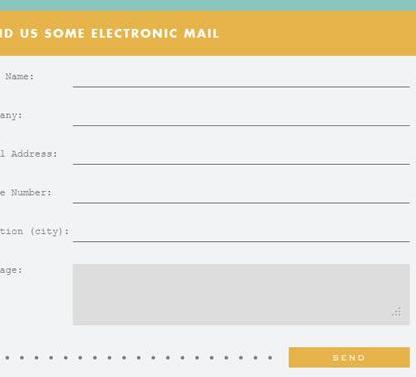 ND US SOME ELECTRONIC MAIL
Name:
any:
l Address:
e Number:
tion (city):
age:
SEND